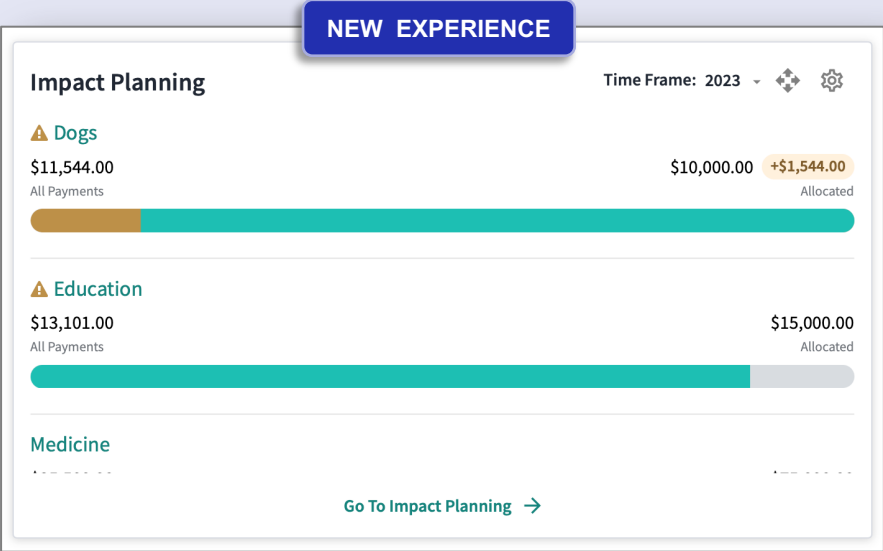 NEW EXPERIENCE
Impact Planning
Time Frame: 2023
Dogs
$11,544.00
$10,000.00 +$1,544.00
All Payments
Allocated
Education
$13,101.00
$15,000.00
All Payments
Allocated
Medicine
Go To Impact Planning →